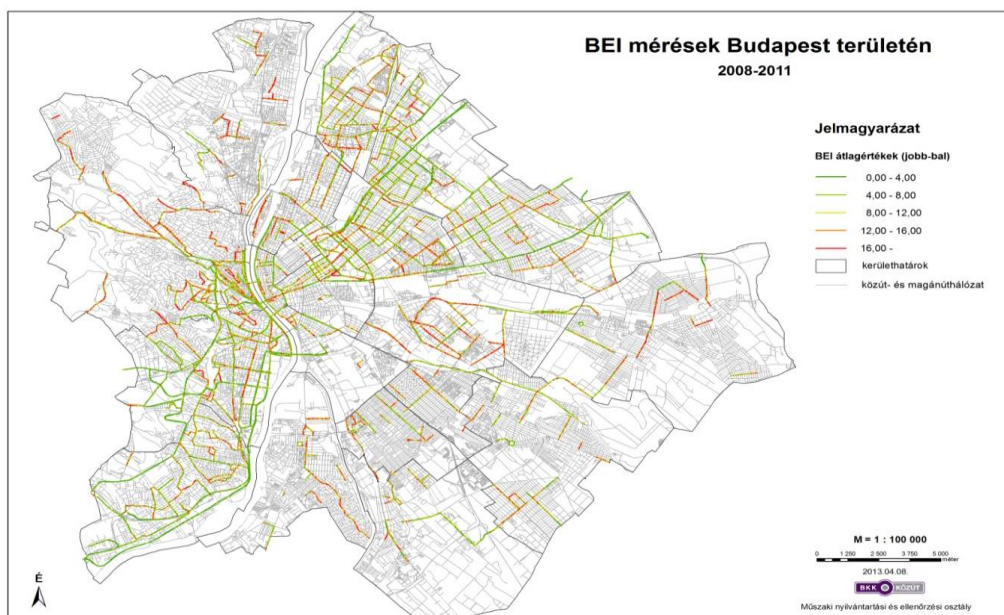 BEI mérések Budapest területén
2008-2011
Jelmagyarázat
BEI átlagértékek (jobb-bal)
0,00 - 4,00
4,00 - 8,00
8,00 - 12,00
12,00 - 16,00
16,00 -
kerülethatárok
közút- és magánúthálózat
É
M = 1 : 100 000
0 1 250 2 500 3 750 5 000
méter
2013.04.08.
BKK KÖZÚT
Műszaki nyilvántartási és ellenőrzési osztály